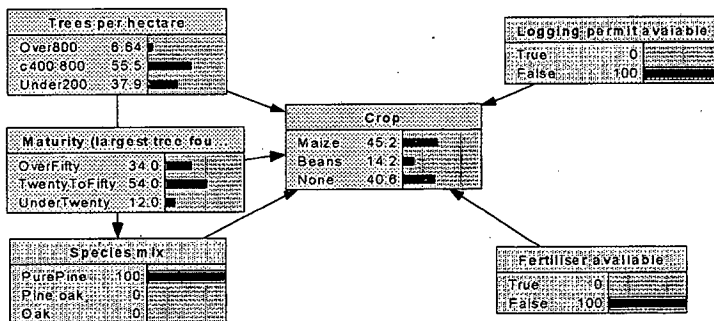 Trees per hectare
Over800 6.64
c400.800 55.5
Under200 37.9
Logging permit avaiable
True 0
False 100
Crop
Maize 45.2
Beans 14.2
None 40.6
Maturity (largest tree fou...
OverFifty 34.0
TwentyToFifty 54.0
UnderTwenty 12.0
Species mix
PurePine 100
Pine oak 0
Oak 0
Fertiliser available
True 0
False 100